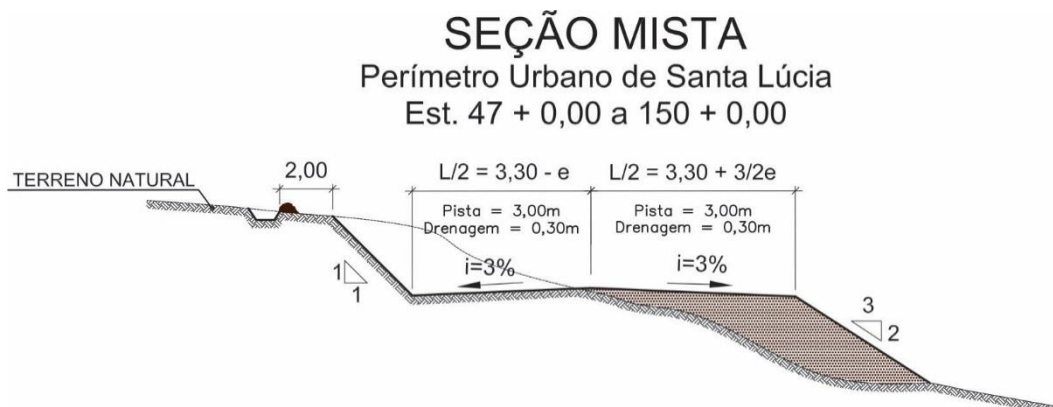 SEÇÃO MISTA
Perímetro Urbano de Santa Lúcia
Est. 47 + 0,00 a 150 + 0,00
TERRENO NATURAL
2,00
L/2 = 3,30 - e
L/2 = 3,30 + 3/2e
Pista = 3,00m
Drenagem = 0,30m
Pista = 3,00m
Drenagem = 0,30m
i=3%
i=3%
1
1
3
2